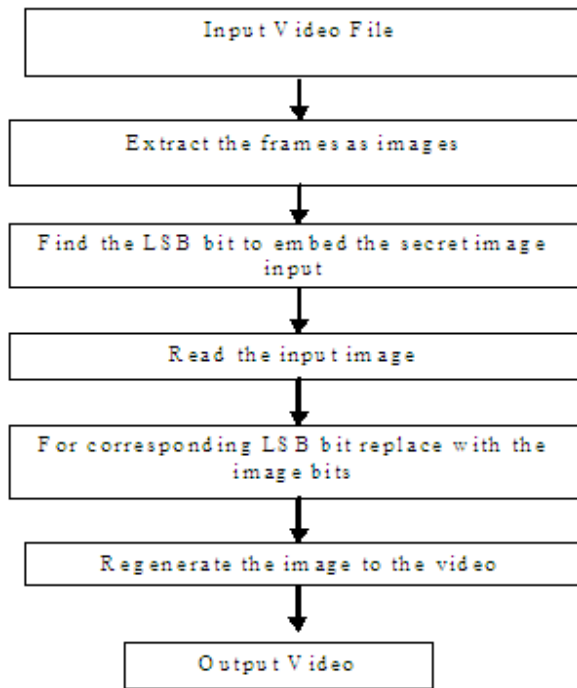 Input Video File
Extract the frames as images
Find the LSB bit to embed the secret image
input
Read the input image
For corresponding LSB bit replace with the
image bits
Regenerate the image to the video
Output Video